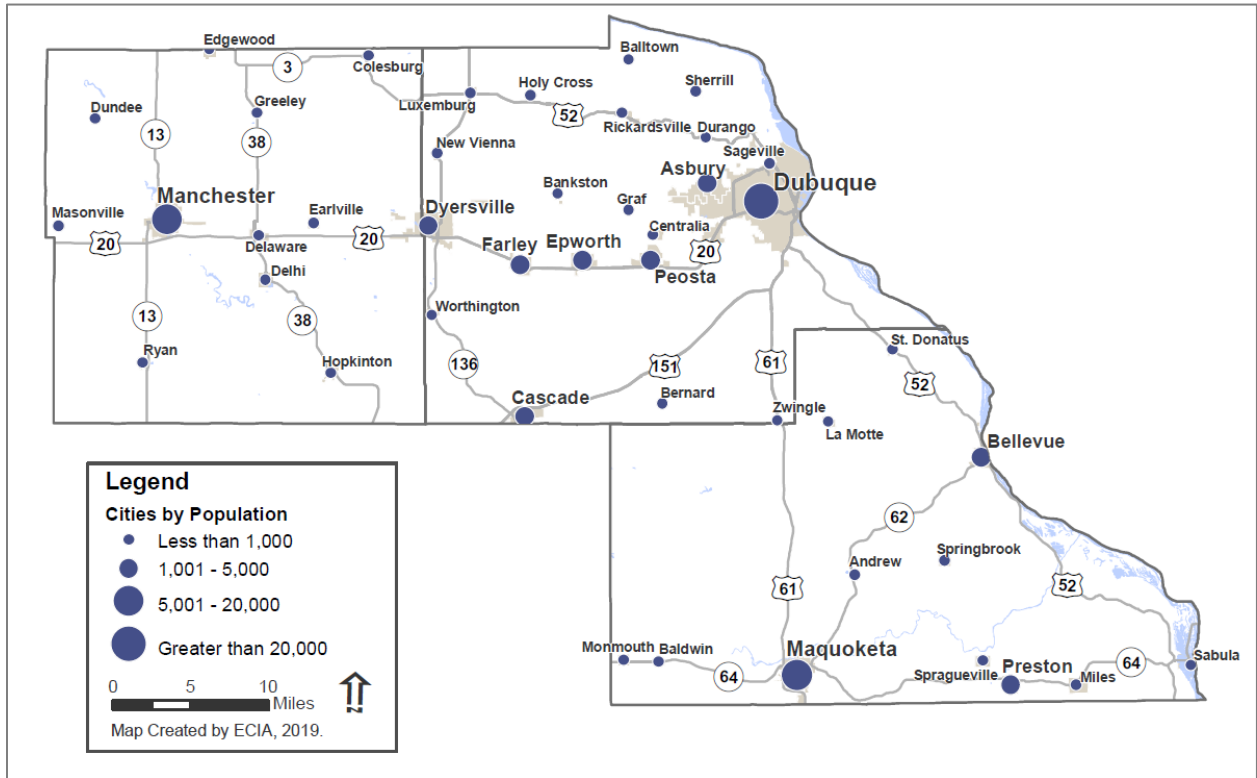 Edgewood
Balltown
3
Colesburg
Holy Cross
Sherrill
Dundee
Greeley
Luxemburg
52
13
38
Rickardsville
Durango
New Vienna
Sageville
Asbury
Bankston
Dubuque
Manchester
Graf
Masonville
Earlville
Dyersville
Centralia
20
Delaware
20
Farley
Epworth
20
Peosta
Delhi
Worthington
13
38
Ryan
Hopkinton
136
151
61
St. Donatus
52
Cascade
Bernard
Zwingle
La Motte
Bellevue
62
Andrew
Springbrook
61
52
Monmouth
Baldwin
64
Maquoketa
Spragueville
Preston
Miles
64
Sabula
Legend
Cities by Population
Less than 1,000
1,001 - 5,000
5,001 - 20,000
Greater than 20,000
0 5 10
Miles
N
Map Created by ECIA, 2019.